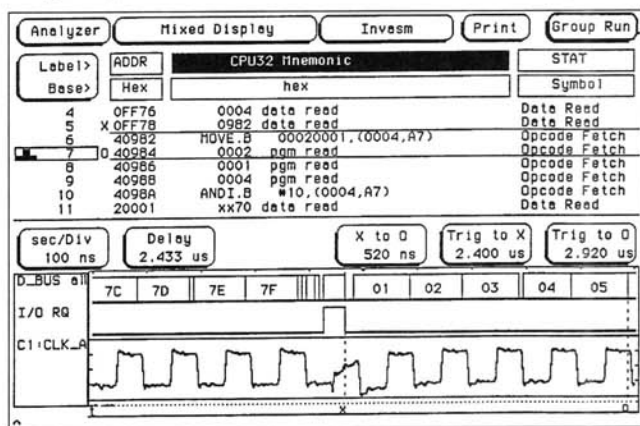 Analyzer Mixed Display Invasm Print Group Run
Label> ADDR CPU32 Mnemonic STAT
Base> Hex hex Symbol
4 0FF76 0004 data read Data Read
5 X 0FF78 0982 data read Data Read
6 40982 MOVE.B 00020001,(0004,A7) Opcode Fetch
7 O 40984 0002 pgm read Opcode Fetch
8 40986 0001 pgm read Opcode Fetch
9 40988 0004 pgm read Opcode Fetch
10 4098A ANDI.B #10,(0004,A7) Opcode Fetch
11 20001 xx70 data read Data Read
sec/Div Delay X to O Trig to X Trig to O
100 ns 2.433 us 520 ns 2.400 us 2.920 us
D_BUS all 7C 7D 7E 7F 01 02 03 04 05
I/O RQ
C1:CLK_A
X O